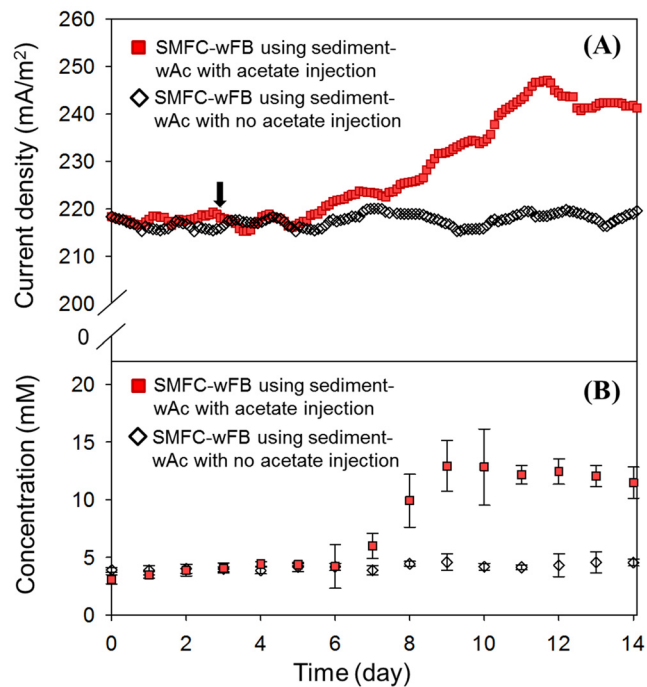 260
250
240
230
220
210
200
0
Current density (mA/m²)
SMFC-wFB using sediment-
wAc with acetate injection
SMFC-wFB using sediment-
wAc with no acetate injection
(A)
20
15
10
5
0
Concentration (mM)
SMFC-wFB using sediment-
wAc with acetate injection
SMFC-wFB using sediment-
wAc with no acetate injection
(B)
0 2 4 6 8 10 12 14
Time (day)